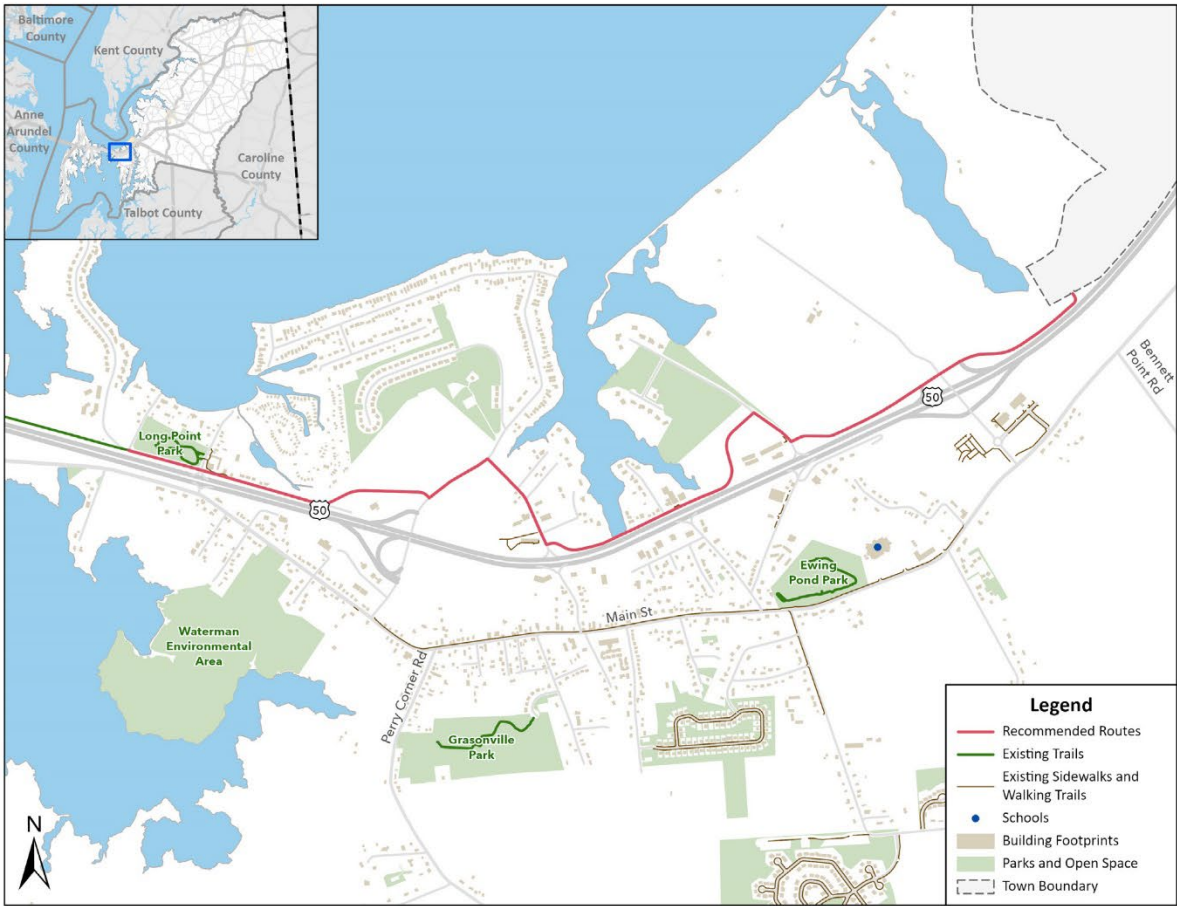 Baltimore
County
Kent County
Anne
Arundel
County
Caroline
County
Talbot County
Bennett
Point Rd
50
Long Point
Park
50
Ewing
Pond Park
Main St
Waterman
Environmental
Area
Perry Corner Rd
Grasonville
Park
N
Legend
Recommended Routes
Existing Trails
Existing Sidewalks and
Walking Trails
Schools
Building Footprints
Parks and Open Space
Town Boundary